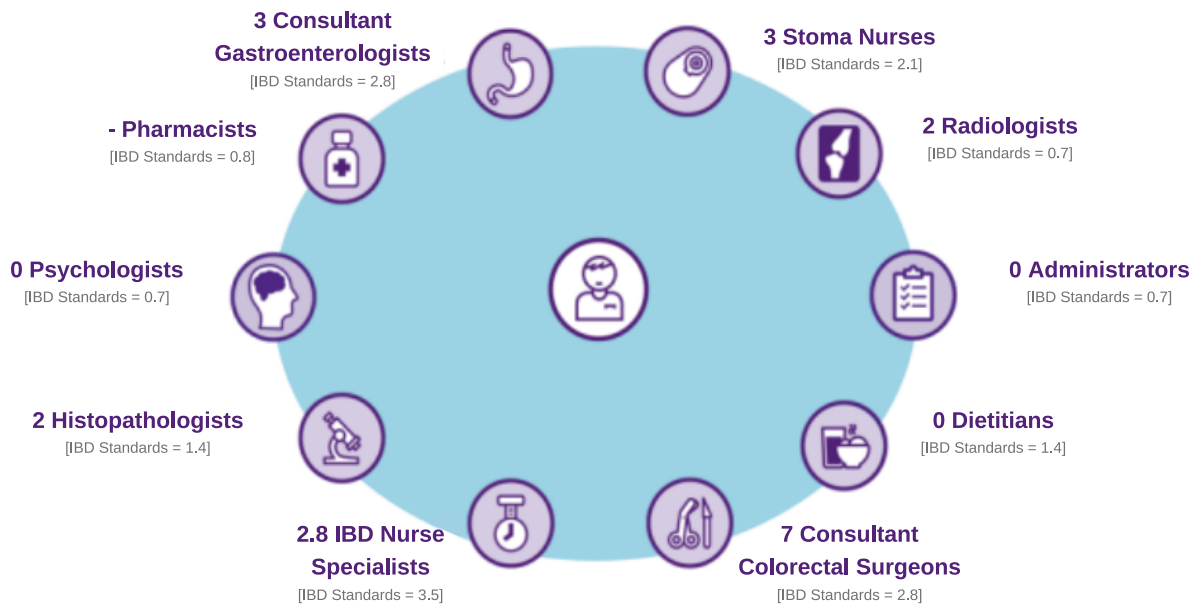 3 Consultant
Gastroenterologists
[IBD Standards = 2.8]
3 Stoma Nurses
[IBD Standards = 2.1]
- Pharmacists
[IBD Standards = 0.8]
2 Radiologists
[IBD Standards = 0.7]
0 Psychologists
[IBD Standards = 0.7]
0 Administrators
[IBD Standards = 0.7]
2 Histopathologists
[IBD Standards = 1.4]
0 Dietitians
[IBD Standards = 1.4]
2.8 IBD Nurse
Specialists
[IBD Standards = 3.5]
7 Consultant
Colorectal Surgeons
[IBD Standards = 2.8]